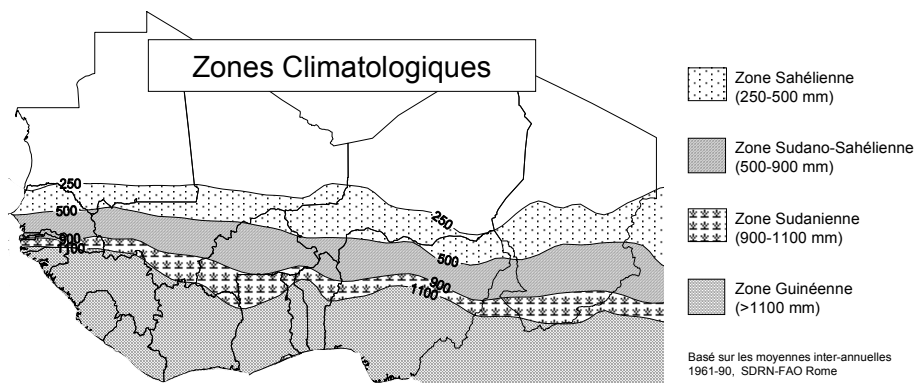 Zones Climatologiques
Zone Sahélienne
(250-500 mm)
Zone Sudano-Sahélienne
(500-900 mm)
Zone Sudanienne
(900-1100 mm)
Zone Guinéenne
(>1100 mm)
Basé sur les moyennes inter-annuelles
1961-90, SDRN-FAO Rome
250
500
900
1100
250
500
900
1100